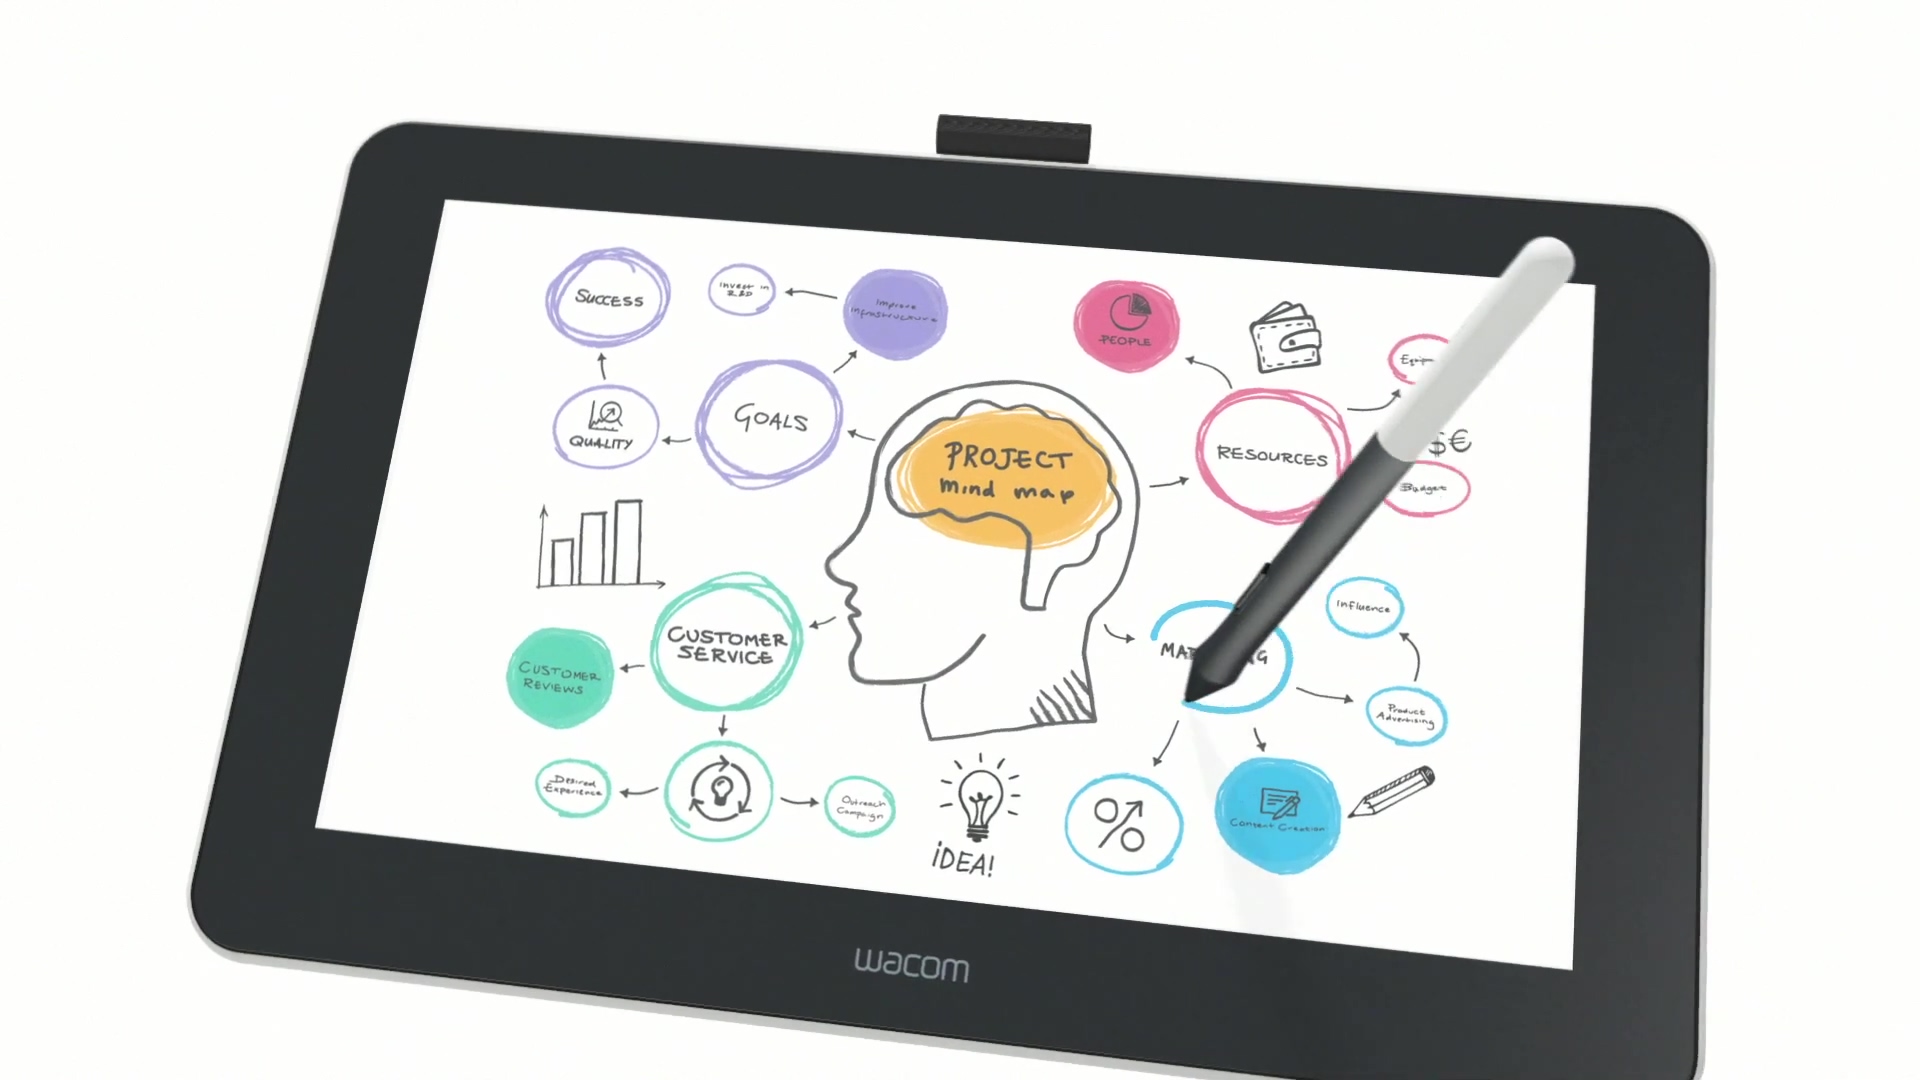 SUCCESS
Invest in
R&D
Improve
infrastructure
GOALS
QUALITY
PROJECT
mind map
PEOPLE
RESOURCES
$€
Budget
CUSTOMER
SERVICE
CUSTOMER
REVIEWS
Desired
Experience
Outreach
Campaign
iDEA!
Influence
Product
Advertising
%
Content Creation
wacom